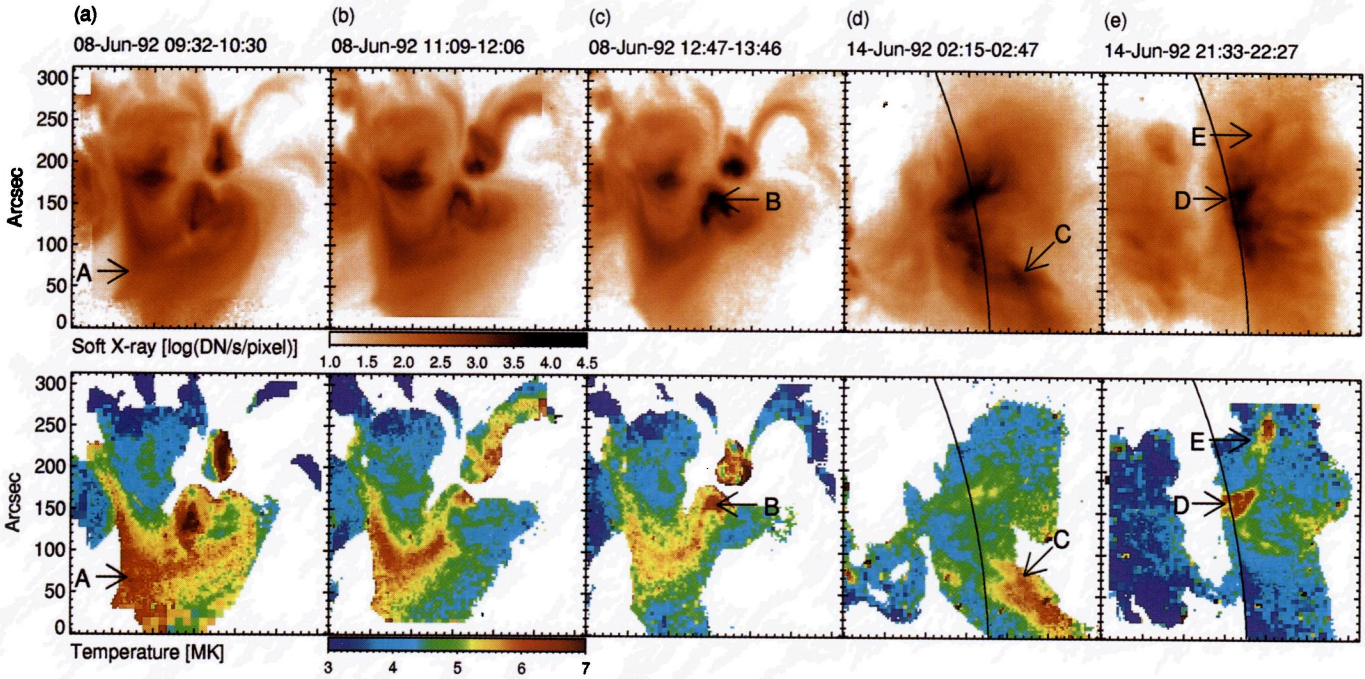 (a) (b) (c) (d) (e)
08-Jun-92 09:32-10:30 08-Jun-92 11:09-12:06 08-Jun-92 12:47-13:46 14-Jun-92 02:15-02:47 14-Jun-92 21:33-22:27
300
250
200
150
100
50
0
Arcsec
A
B
C
E
D
Soft X-ray [log(DN/s/pixel)]
1.0 1.5 2.0 2.5 3.0 3.5 4.0 4.5
300
250
200
150
100
50
0
Arcsec
A
B
C
E
D
Temperature [MK]
3 4 5 6 7